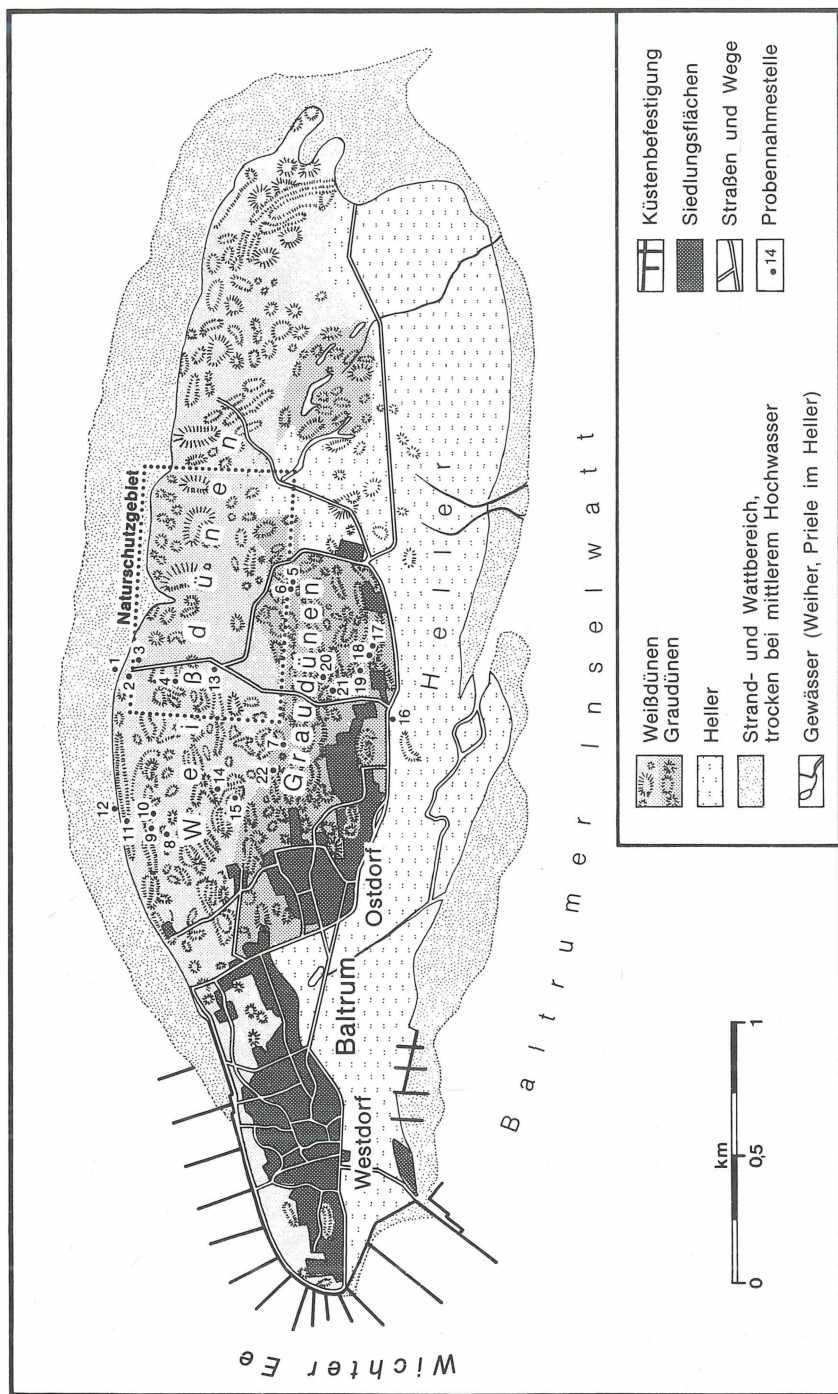 Naturschutzgebiet
Weißdünen
Graudünen
Heller
Baltrum
Westdorf
Ostdorf
Wichter Ee
Baltrumer Inselwatt
1
2
3
4
5
6
7
8
9
10
11
12
13
14
15
16
17
18
19
20
21
22
km
0
0,5
1
Weißdünen
Graudünen
Heller
Strand- und Wattbereich,
trocken bei mittlerem Hochwasser
Gewässer (Weiher, Priele im Heller)
Küstenbefestigung
Siedlungsflächen
Straßen und Wege
•14 Probennahmestelle